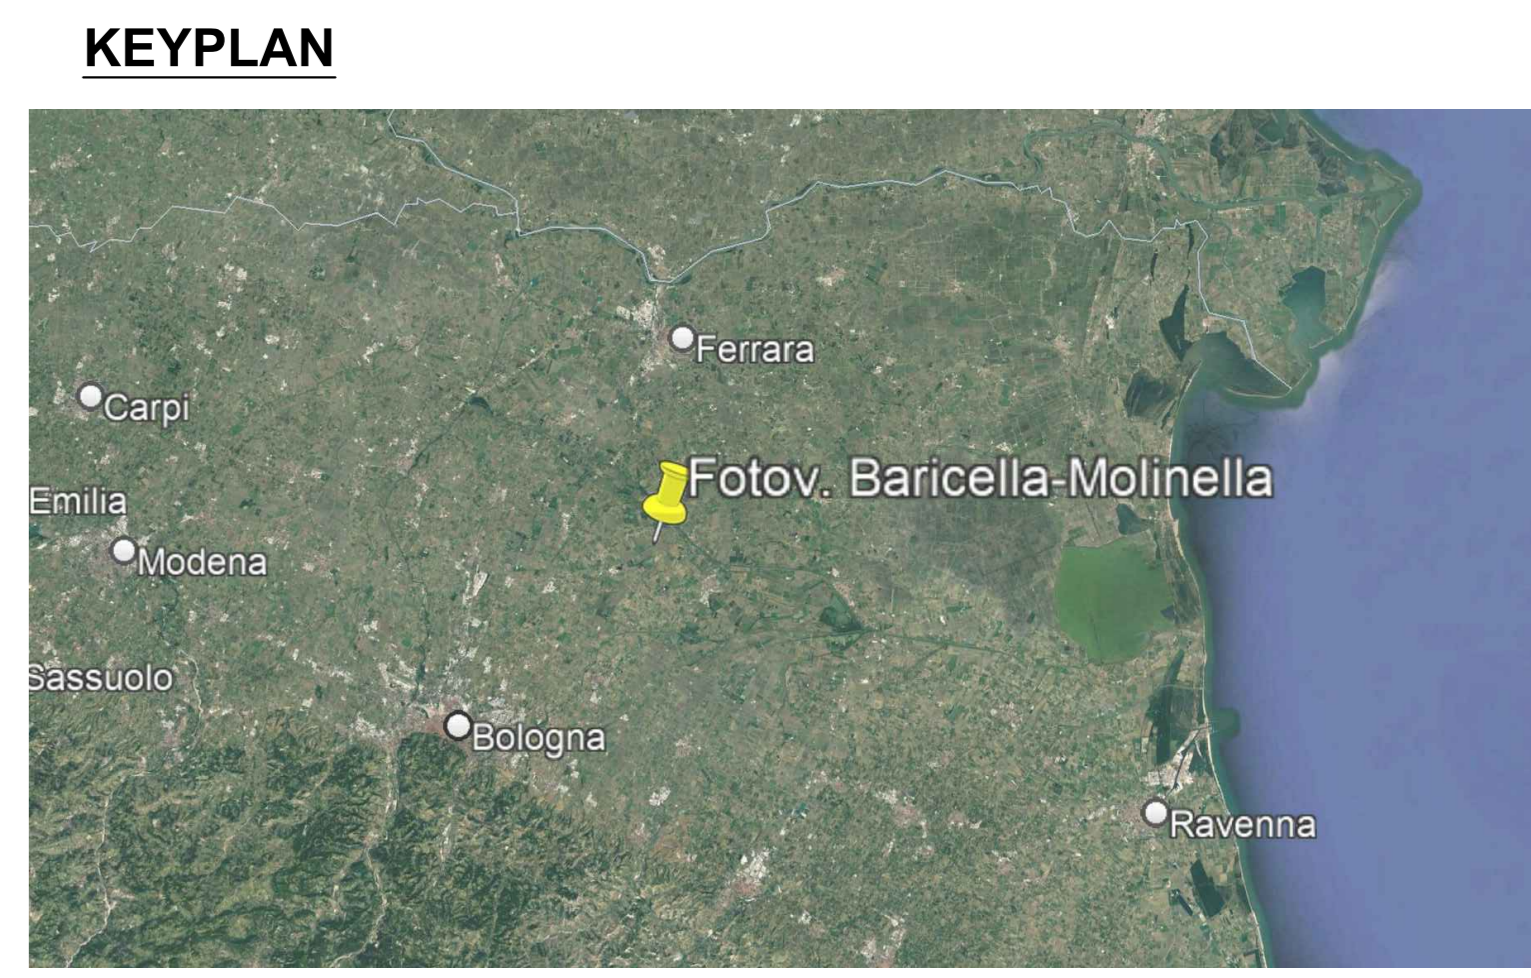 KEYPLAN
Ferrara
Carpi
Fotov. Baricella-Molinella
Emilia
Modena
Sassuolo
Bologna
Ravenna